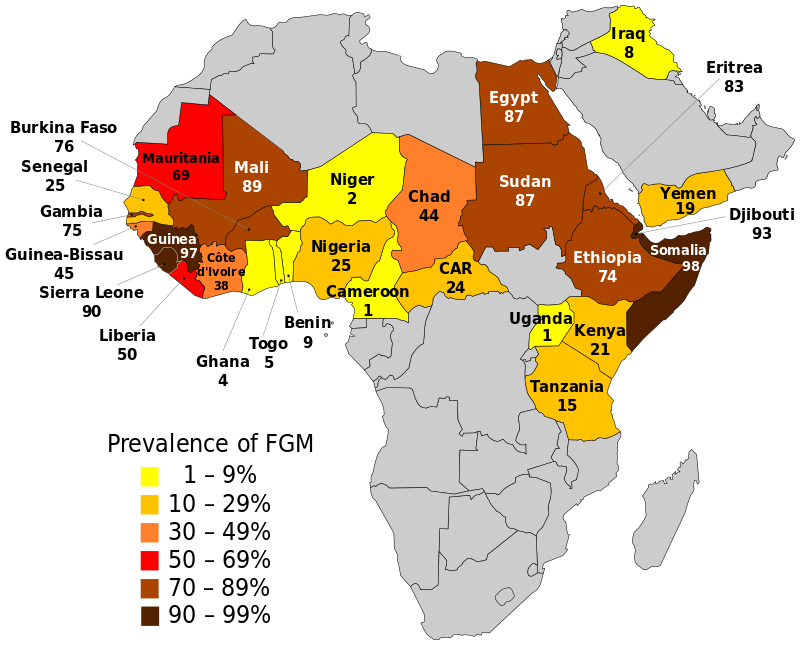 Iraq
8
Eritrea
83
Egypt
87
Burkina Faso
76
Mauritania
69
Mali
89
Senegal
25
Niger
2
Chad
44
Sudan
87
Yemen
19
Gambia
75
Djibouti
93
Guinea
97
Nigeria
25
Guinea-Bissau
45
Côte
d'Ivoire
38
CAR
24
Ethiopia
74
Somalia
98
Sierra Leone
90
Cameroon
1
Liberia
50
Benin
9
Uganda
1
Kenya
21
Togo
5
Ghana
4
Tanzania
15
Prevalence of FGM
1 – 9%
10 – 29%
30 – 49%
50 – 69%
70 – 89%
90 – 99%